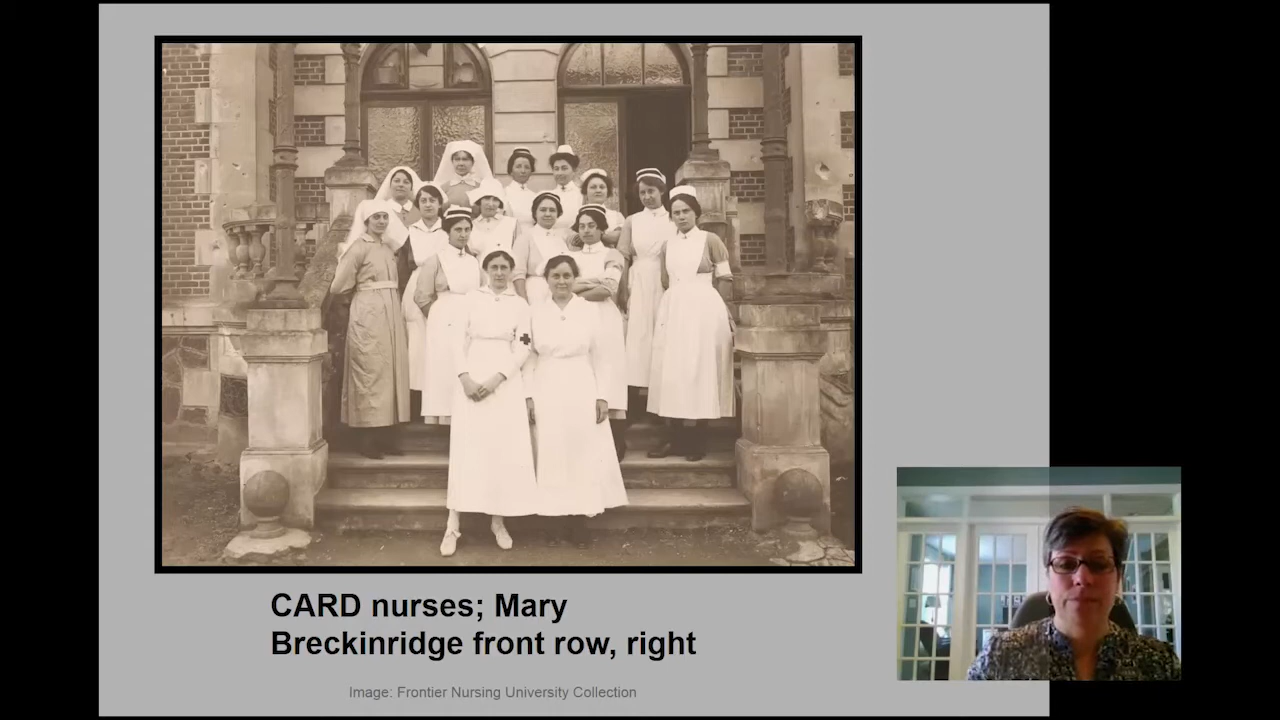 CARD nurses; Mary
Breckinridge front row, right
Image: Frontier Nursing University Collection